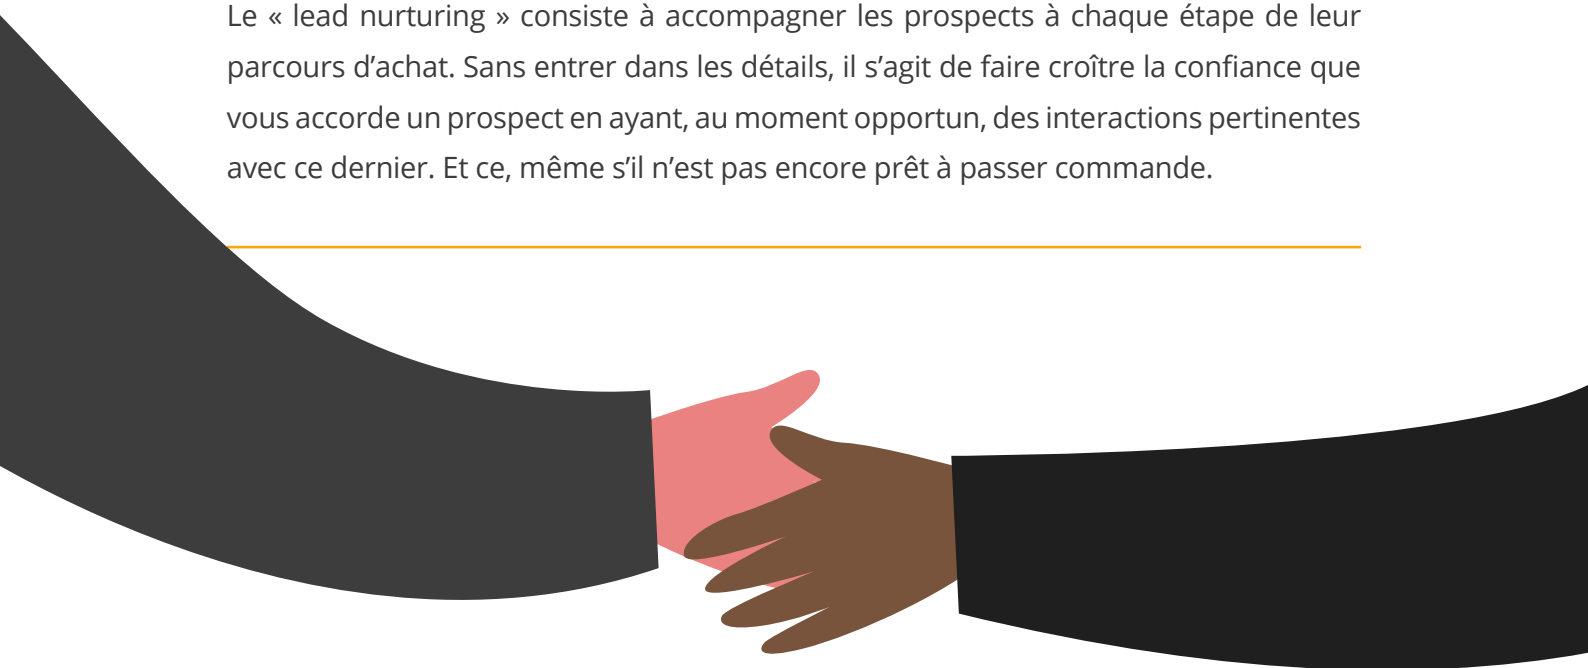 Le « lead nurturing » consiste à accompagner les prospects à chaque étape de leur
parcours d’achat. Sans entrer dans les détails, il s’agit de faire croître la confiance que
vous accorde un prospect en ayant, au moment opportun, des interactions pertinentes
avec ce dernier. Et ce, même s’il n’est pas encore prêt à passer commande.